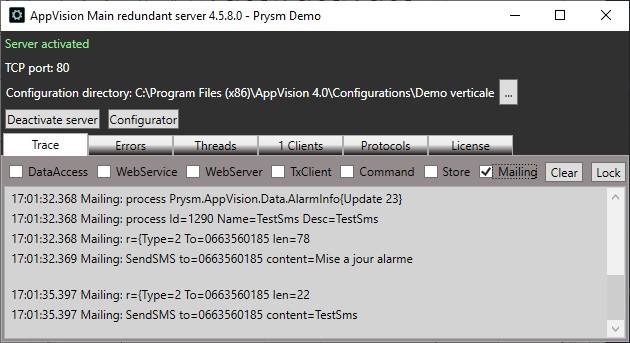 AppVision Main redundant server 4.5.8.0 - Prysm Demo
Server activated
TCP port: 80
Configuration directory: C:\Program Files (x86)\AppVision 4.0\Configurations\Demo verticale ...
Deactivate server Configurator
Trace Errors Threads 1 Clients Protocols License
DataAccess WebService WebServer TxClient Command Store Mailing Clear Lock
17:01:32.368 Mailing: process Prysm.AppVision.Data.AlarmInfo{Update 23}
17:01:32.368 Mailing: process Id=1290 Name=TestSms Desc=TestSms
17:01:32.368 Mailing: r={Type=2 To=0663560185 len=78
17:01:32.369 Mailing: SendSMS to=0663560185 content=Mise a jour alarme
17:01:35.397 Mailing: r={Type=2 To=0663560185 len=22
17:01:35.397 Mailing: SendSMS to=0663560185 content=TestSms